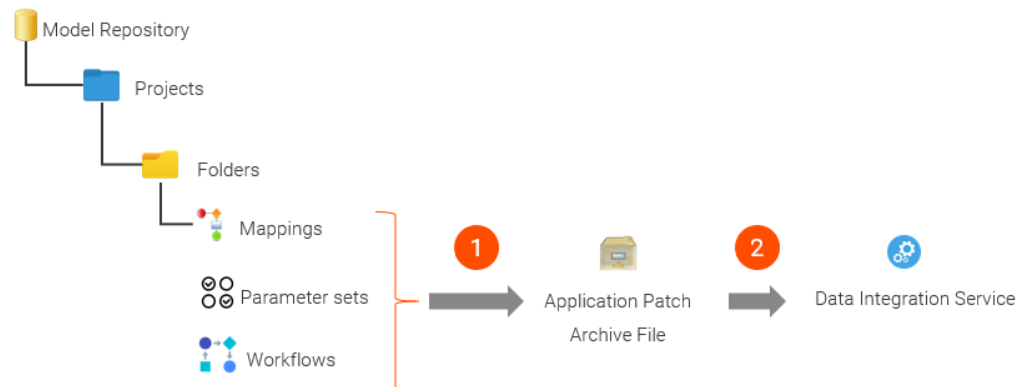 Model Repository
Projects
Folders
Mappings
Parameter sets
Workflows
1
Application Patch
Archive File
2
Data Integration Service